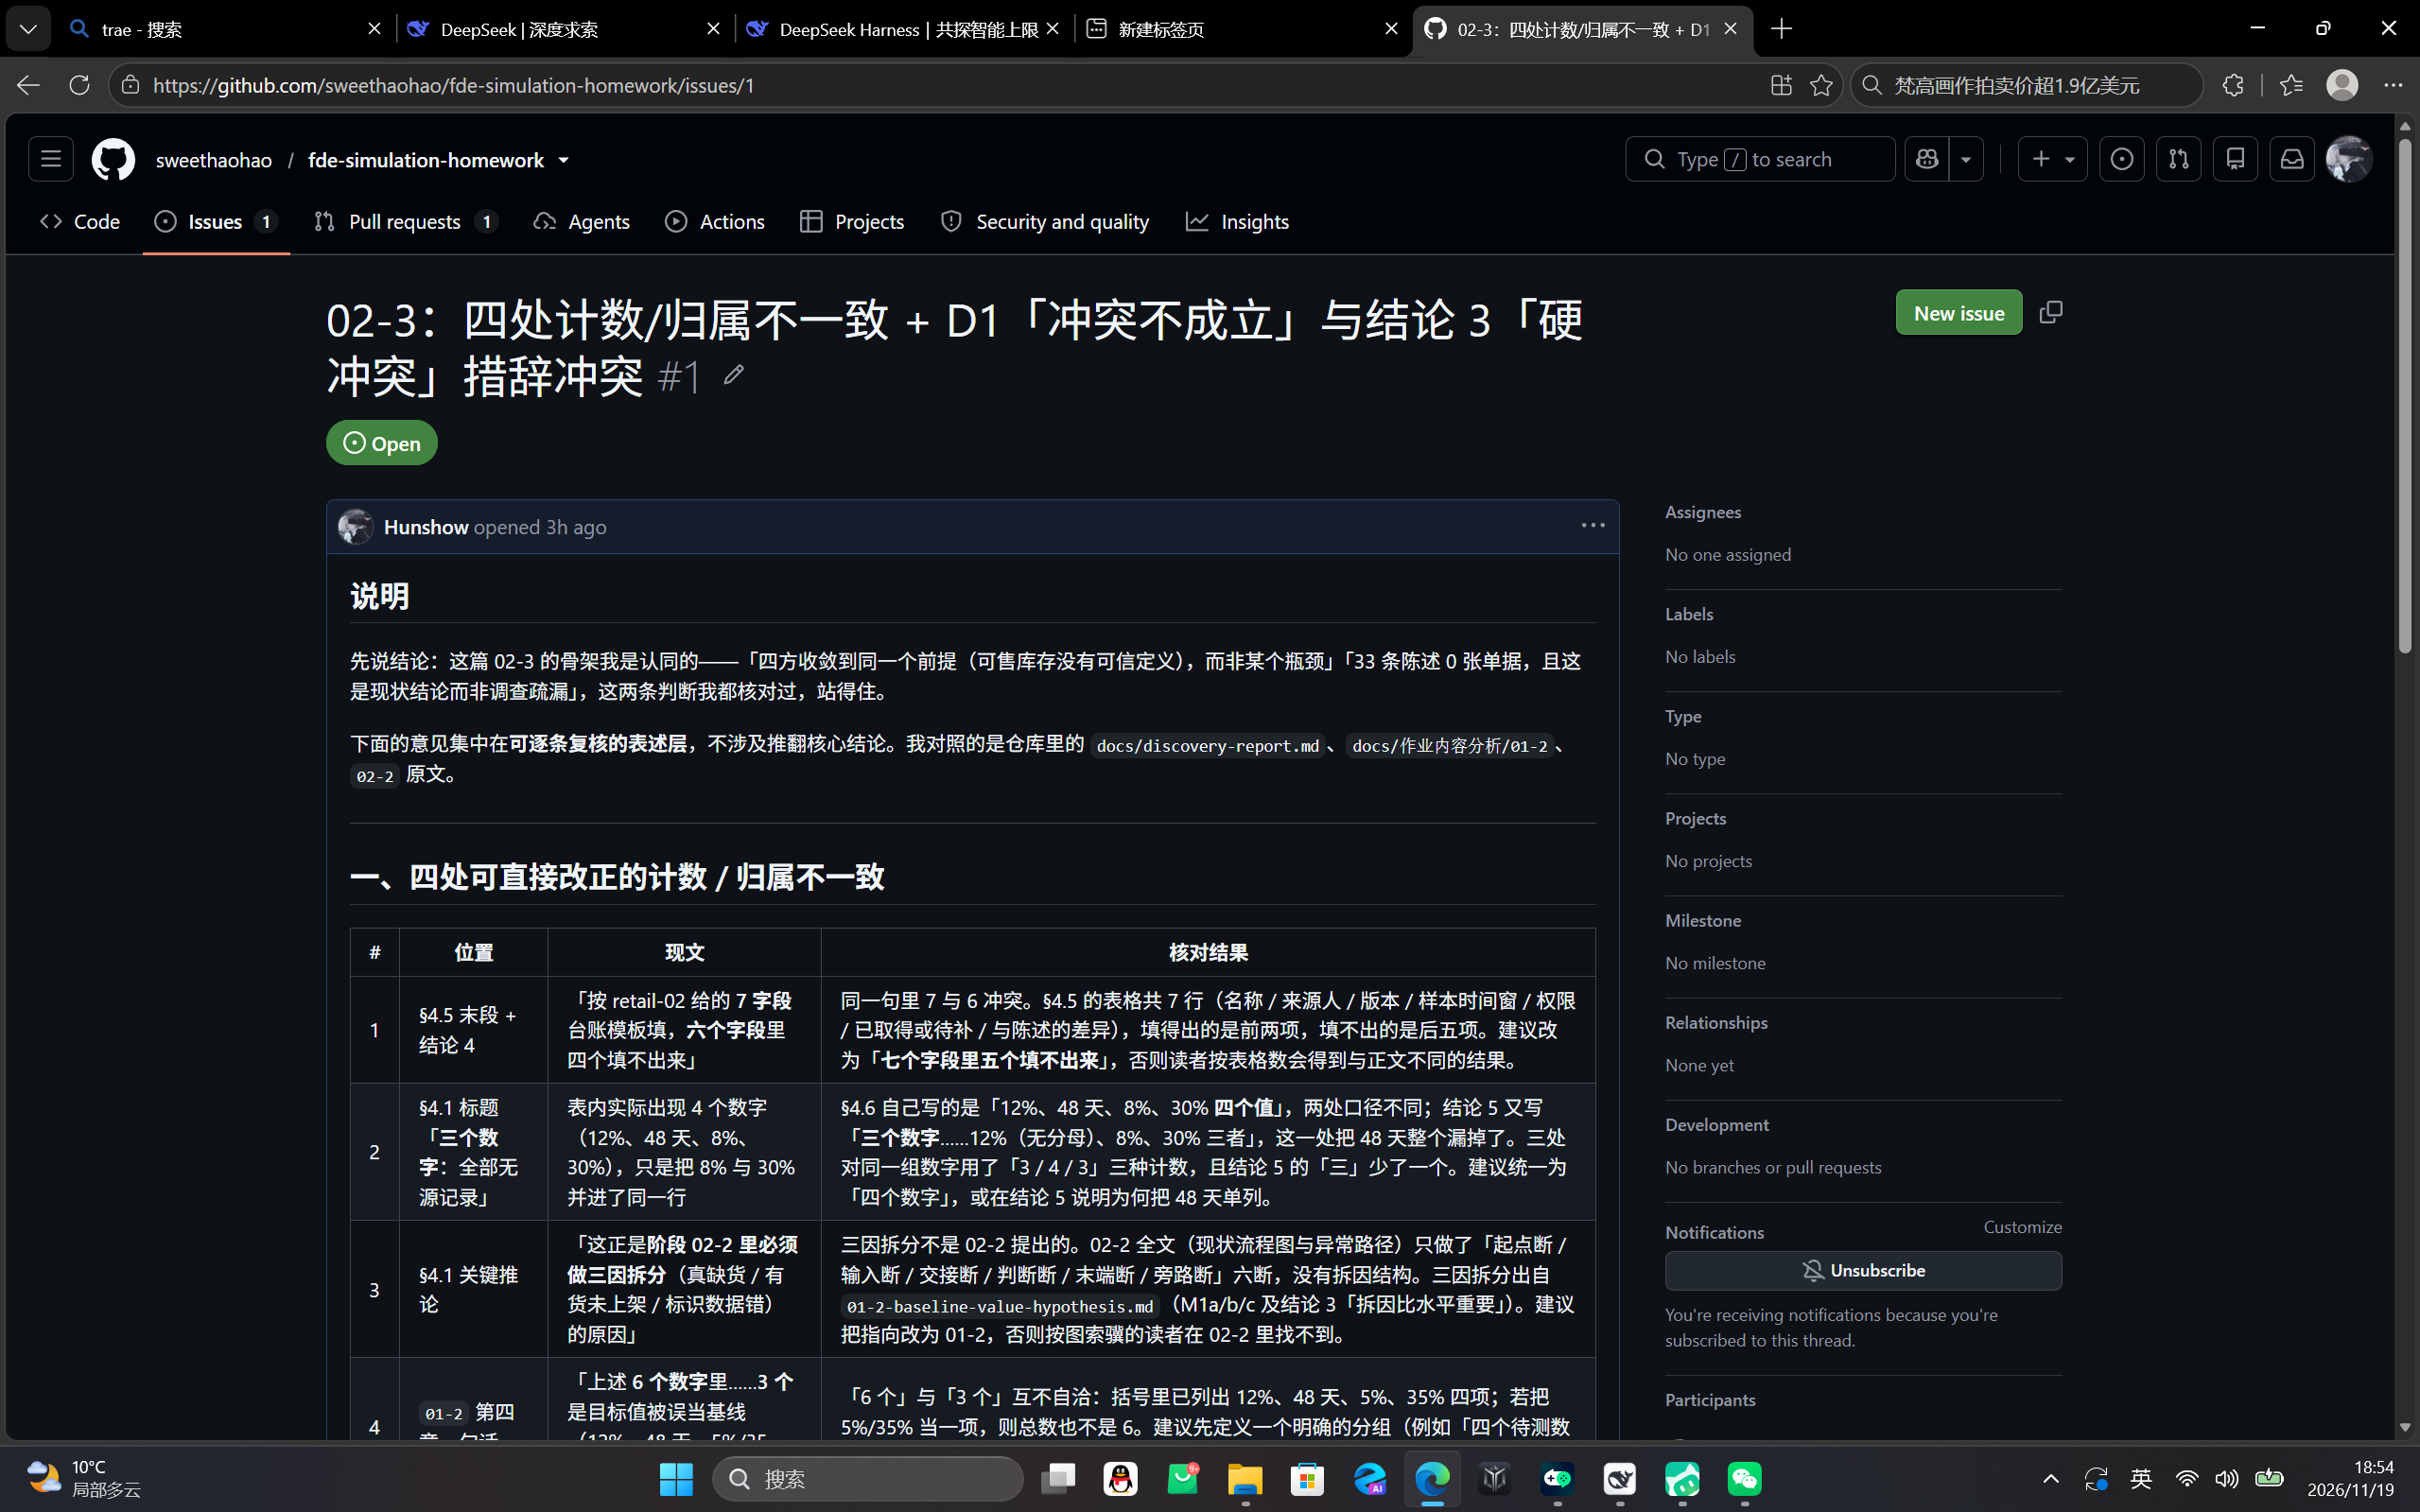 trae - 搜索
DeepSeek | 深度求索
DeepSeek Harness | 共探智能上限
新建标签页
02-3：四处计数/归属不一致 + D1
https://github.com/sweethaohao/fde-simulation-homework/issues/1
梵高画作拍卖价超1.9亿美元
sweethaohao / fde-simulation-homework
Type / to search
Code
Issues 1
Pull requests 1
Agents
Actions
Projects
Security and quality
Insights
02-3：四处计数/归属不一致 + D1「冲突不成立」与结论 3「硬
冲突」措辞冲突 #1
New issue
Open
Hunshow opened 3h ago
说明
先说结论：这篇 02-3 的骨架我是认同的——「四方收敛到同一个前提（可售库存没有可信定义），而非某个瓶颈」「33 条陈述 0 张单据，且这
是现状结论而非调查疏漏」，这两条判断我都核对过，站得住。
下面的意见集中在可逐条复核的表述层，不涉及推翻核心结论。我对照的是仓库里的 docs/discovery-report.md、docs/作业内容分析/01-2、
02-2 原文。
一、四处可直接改正的计数 / 归属不一致
# 位置 现文 核对结果
1
§4.5 末段 +
结论 4
「按 retail-02 给的 7 字段
台账模板填，六个字段里
四个填不出来」
同一句里 7 与 6 冲突。§4.5 的表格共 7 行（名称 / 来源人 / 版本 / 样本时间窗 / 权限
/ 已取得或待补 / 与陈述的差异），填得出的是前两项，填不出的是后五项。建议改
为「七个字段里五个填不出来」，否则读者按表格数会得到与正文不同的结果。
2
§4.1 标题
「三个数
字：全部无
源记录」
表内实际出现 4 个数字
（12%、48 天、8%、
30%），只是把 8% 与 30%
并进了同一行
§4.6 自己写的是「12%、48 天、8%、30% 四个值」，两处口径不同；结论 5 又写
「三个数字……12%（无分母）、8%、30% 三者」，这一处把 48 天整个漏掉了。三处
对同一组数字用了「3 / 4 / 3」三种计数，且结论 5 的「三」少了一个。建议统一为
「四个数字」，或在结论 5 说明为何把 48 天单列。
3
§4.1 关键推
论
「这正是阶段 02-2 里必须
做三因拆分（真缺货 / 有
货未上架 / 标识数据错）
的原因」
三因拆分不是 02-2 提出的。02-2 全文（现状流程图与异常路径）只做了「起点断 /
输入断 / 交接断 / 判断断 / 末端断 / 旁路断」六断，没有拆因结构。三因拆分出自
01-2-baseline-value-hypothesis.md（M1a/b/c 及结论 3「拆因比水平重要」）。建议
把指向改为 01-2，否则按图索骥的读者在 02-2 里找不到。
4
01-2 第四
「上述 6 个数字里……3 个
是目标值被误当基线
「6 个」与「3 个」互不自洽：括号里已列出 12%、48 天、5%、35% 四项；若把
5%/35% 当一项，则总数也不是 6。建议先定义一个明确的分组（例如「四个待测数
Assignees
No one assigned
Labels
No labels
Type
No type
Projects
No projects
Milestone
No milestone
Relationships
None yet
Development
No branches or pull requests
Notifications
Customize
Unsubscribe
You're receiving notifications because you're
subscribed to this thread.
Participants
10°C
局部多云
搜索
英
18:54
2026/11/19